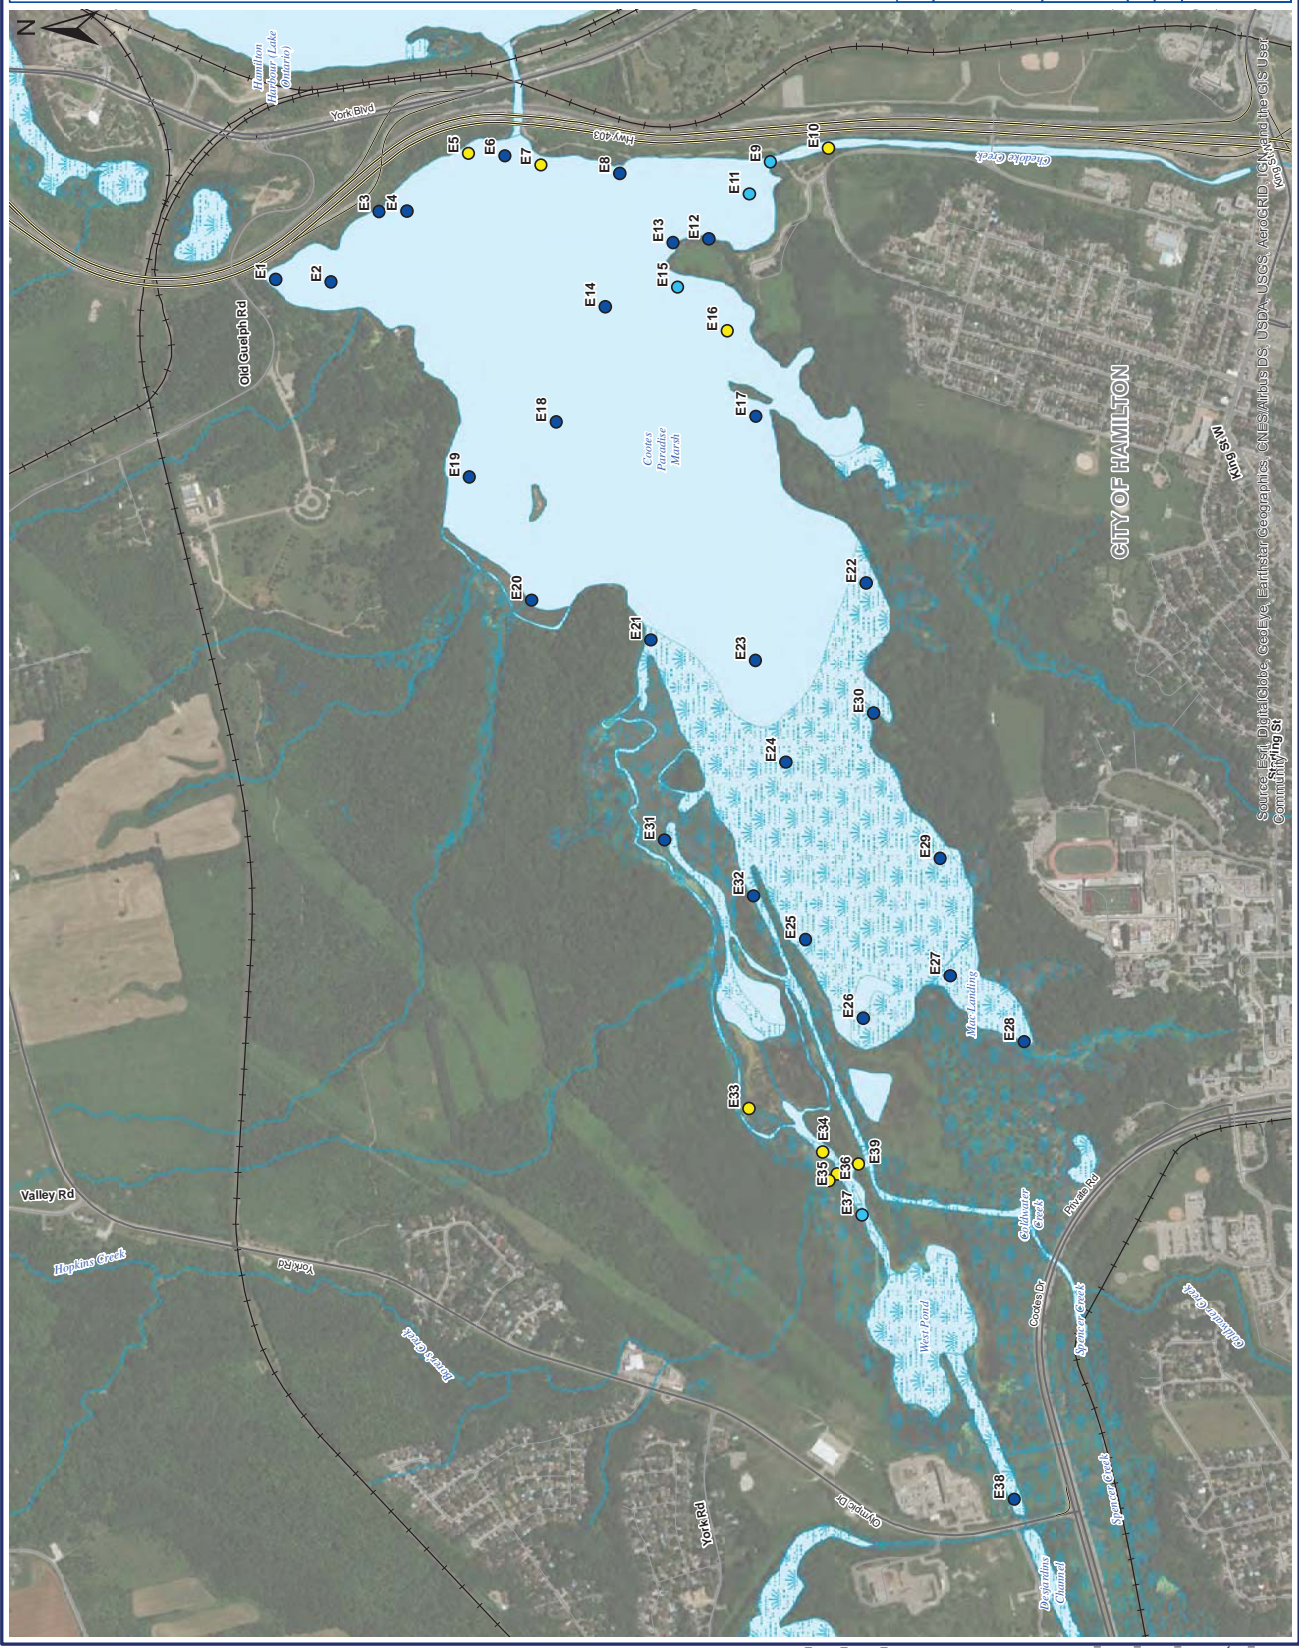 N
Hamilton
Harbour (Lake
Ontario)
York Blvd
Hwy 403
Old Guelph Rd
E1
E2
E3
E4
E5
E6
E7
E8
E9
E10
E11
E12
E13
E14
E15
E16
E17
E18
E19
E20
E21
E22
E23
E24
E25
E26
E27
E28
E29
E30
E31
E32
E33
E34
E35
E36
E37
E38
E39
Chedoke Creek
Cootes
Paradise
Marsh
CITY OF HAMILTON
King St W
King St W
Sterling St
Mac Landing
Valley Rd
Hopkins Creek
York Rd
Borer's Creek
York Rd
Olympic Dr
West Pond
Coldwater
Creek
Private Rd
Cootes Dr
Spencer Creek
Coldwater Creek
Spencer Creek
Desjardins
Channel
Source: Esri, DigitalGlobe, GeoEye, Earthstar Geographics, CNES/Airbus DS, USDA, USGS, AeroGRID, IGN, and the GIS User
Community